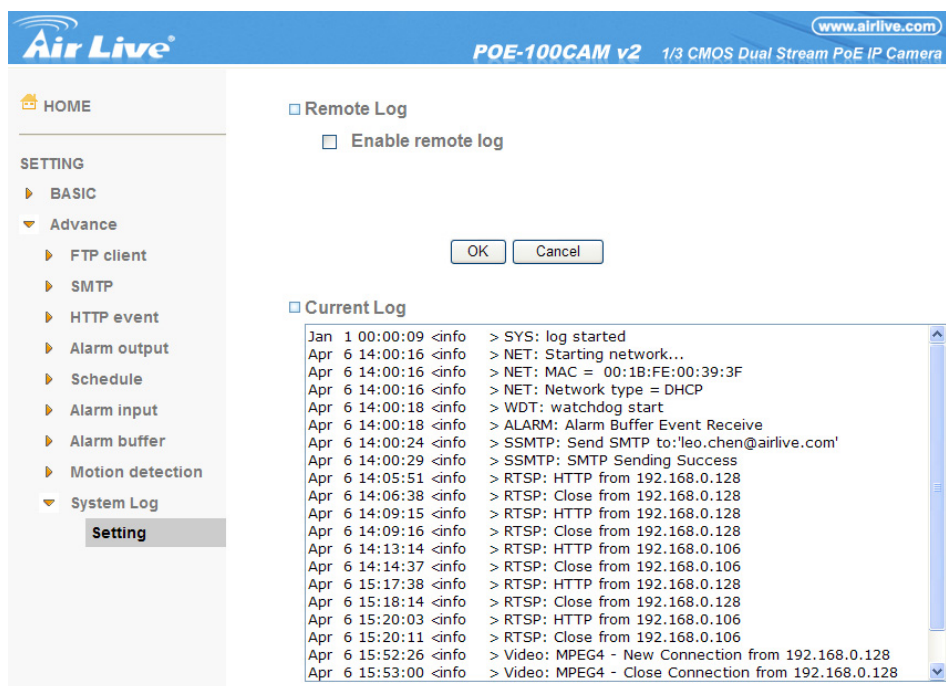 Air Live®
www.airlive.com
POE-100CAM v2 1/3 CMOS Dual Stream PoE IP Camera
HOME
SETTING
BASIC
Advance
FTP client
SMTP
HTTP event
Alarm output
Schedule
Alarm input
Alarm buffer
Motion detection
System Log
Setting
Remote Log
Enable remote log
OK Cancel
Current Log
Jan 1 00:00:09 <info > SYS: log started
Apr 6 14:00:16 <info > NET: Starting network...
Apr 6 14:00:16 <info > NET: MAC = 00:1B:FE:00:39:3F
Apr 6 14:00:16 <info > NET: Network type = DHCP
Apr 6 14:00:18 <info > WDT: watchdog start
Apr 6 14:00:18 <info > ALARM: Alarm Buffer Event Receive
Apr 6 14:00:24 <info > SSMTP: Send SMTP to:'leo.chen@airlive.com'
Apr 6 14:00:29 <info > SSMTP: SMTP Sending Success
Apr 6 14:05:51 <info > RTSP: HTTP from 192.168.0.128
Apr 6 14:06:38 <info > RTSP: Close from 192.168.0.128
Apr 6 14:09:15 <info > RTSP: HTTP from 192.168.0.128
Apr 6 14:09:16 <info > RTSP: Close from 192.168.0.128
Apr 6 14:13:14 <info > RTSP: HTTP from 192.168.0.106
Apr 6 14:14:37 <info > RTSP: Close from 192.168.0.106
Apr 6 15:17:38 <info > RTSP: HTTP from 192.168.0.128
Apr 6 15:18:14 <info > RTSP: Close from 192.168.0.128
Apr 6 15:20:03 <info > RTSP: HTTP from 192.168.0.106
Apr 6 15:20:11 <info > RTSP: Close from 192.168.0.106
Apr 6 15:52:26 <info > Video: MPEG4 - New Connection from 192.168.0.128
Apr 6 15:53:00 <info > Video: MPEG4 - Close Connection from 192.168.0.128